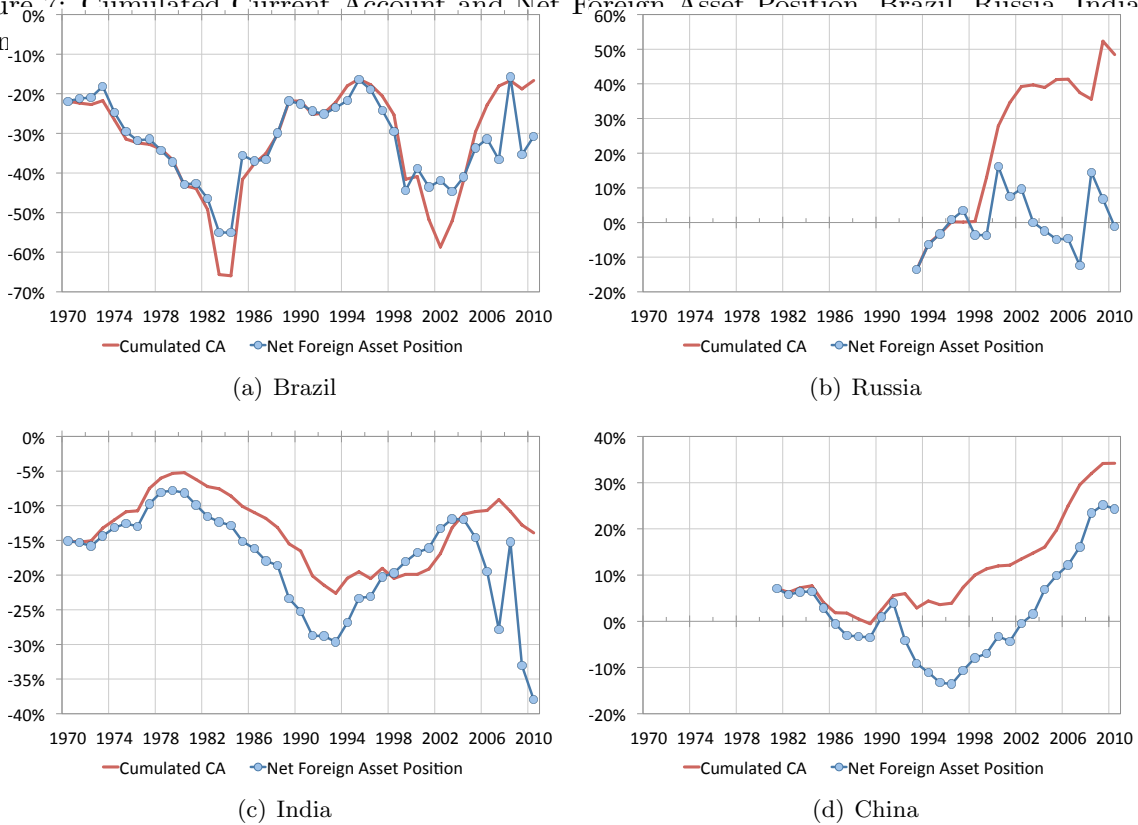 ure 7: Cumulated Current Account and Net Foreign Asset Position, Brazil, Russia, India
0% 60%
-10% 50%
-20% 40%
-30% 30%
-40% 20%
-50% 10%
-60% 0%
-70% -10%
-20%
1970 1974 1978 1982 1986 1990 1994 1998 2002 2006 2010
1970 1974 1978 1982 1986 1990 1994 1998 2002 2006 2010
Cumulated CA Net Foreign Asset Position
Cumulated CA Net Foreign Asset Position
(a) Brazil
(b) Russia
0% 40%
-5% 30%
-10% 20%
-15% 10%
-20% 0%
-25% -10%
-30% -20%
-35%
-40%
1970 1974 1978 1982 1986 1990 1994 1998 2002 2006 2010
1970 1974 1978 1982 1986 1990 1994 1998 2002 2006 2010
Cumulated CA Net Foreign Asset Position
Cumulated CA Net Foreign Asset Position
(c) India
(d) China